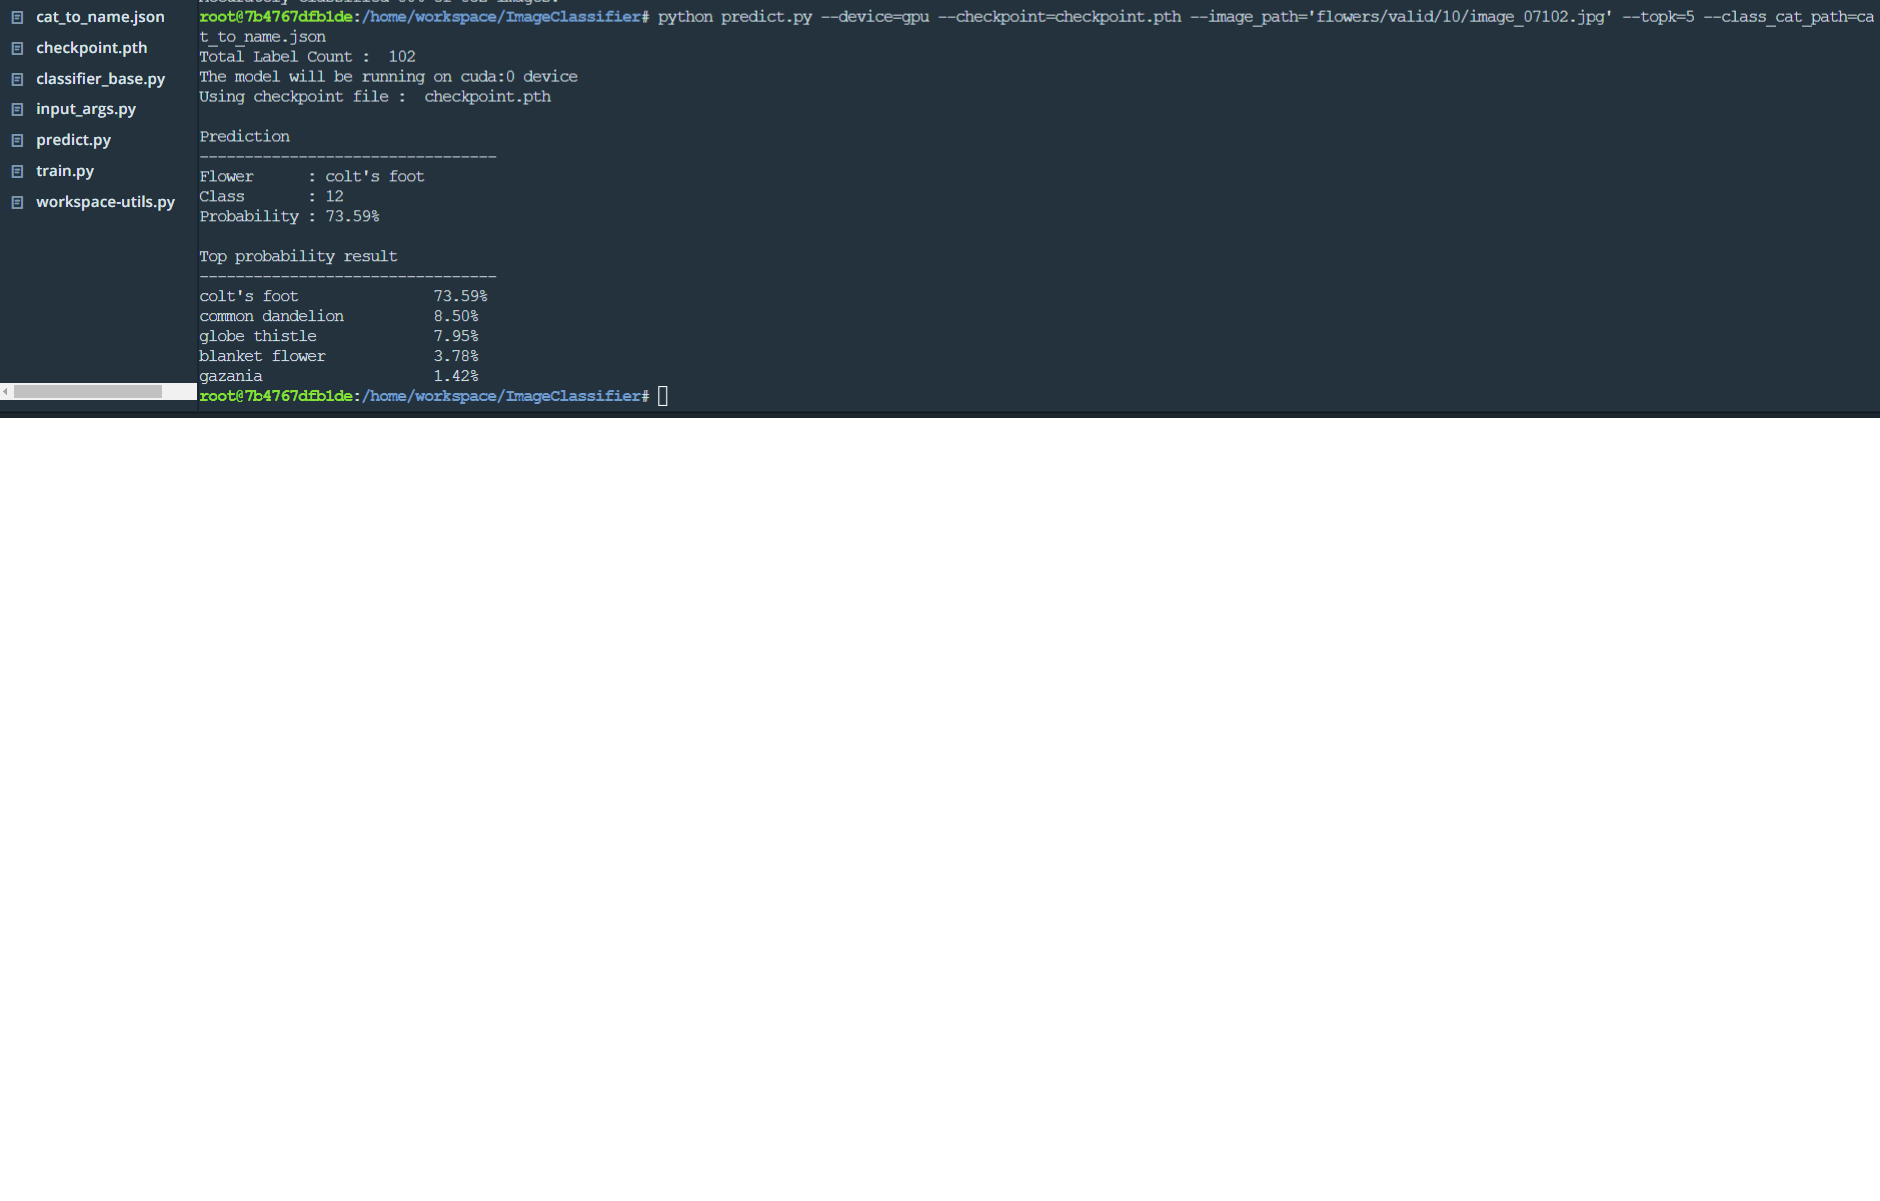 cat_to_name.json
checkpoint.pth
classifier_base.py
input_args.py
predict.py
train.py
workspace-utils.py
root@7b4767dfb1de:/home/workspace/ImageClassifier# python predict.py --device=gpu --checkpoint=checkpoint.pth --image_path='flowers/valid/10/image_07102.jpg' --topk=5 --class_cat_path=ca
t_to_name.json
Total Label Count :  102
The model will be running on cuda:0 device
Using checkpoint file :  checkpoint.pth
Prediction
---------------------------------
Flower      : colt's foot
Class       : 12
Probability : 73.59%
Top probability result
---------------------------------
colt's foot               73.59%
common dandelion          8.50%
globe thistle             7.95%
blanket flower            3.78%
gazania                   1.42%
root@7b4767dfb1de:/home/workspace/ImageClassifier#